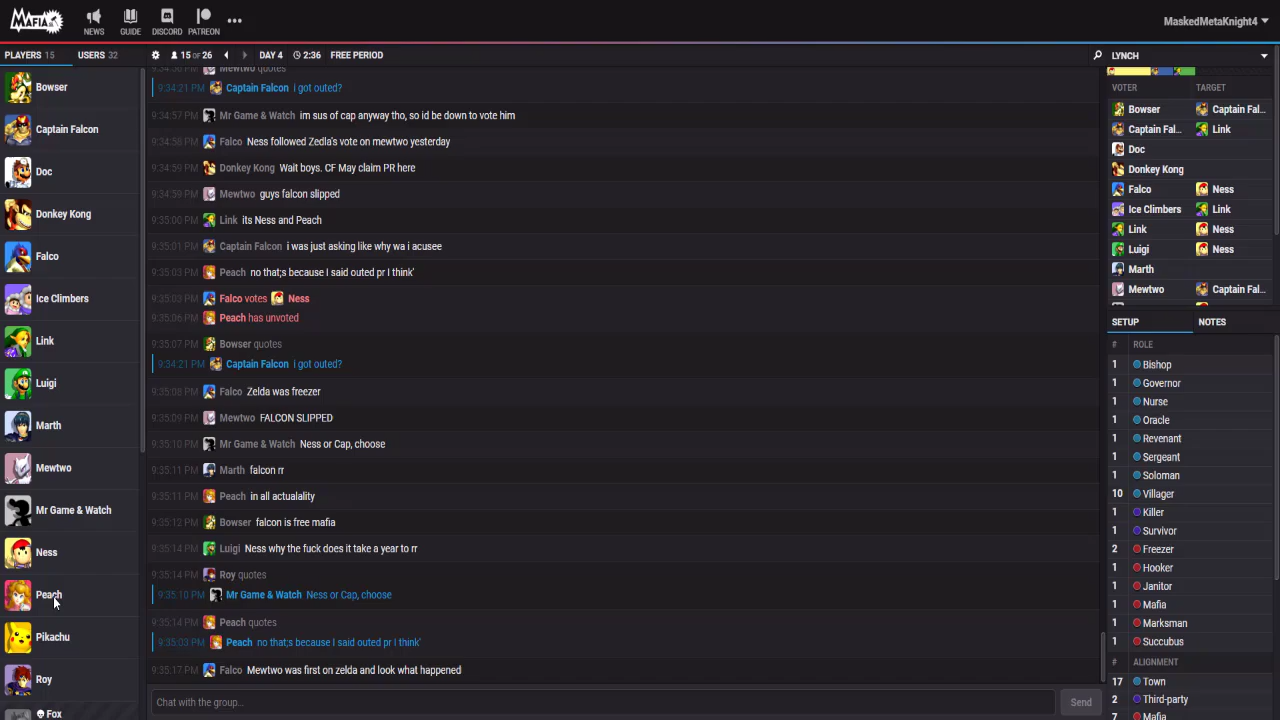 MAFIA
NEWS GUIDE DISCORD PATREON
MaskedMetaKnight4
PLAYERS 15 USERS 32
15 OF 26 DAY 4 2:36 FREE PERIOD
LYNCH
Bowser
Captain Falcon
Doc
Donkey Kong
Falco
Ice Climbers
Link
Luigi
Marth
Mewtwo
Mr Game & Watch
Ness
Peach
Pikachu
Roy
Fox
Mewtwo quotes
9:34:21 PM Captain Falcon i got outed?
9:34:57 PM Mr Game & Watch im sus of cap anyway tho, so id be down to vote him
9:34:58 PM Falco Ness followed Zedla's vote on mewtwo yesterday
9:34:59 PM Donkey Kong Wait boys. CF May claim PR here
9:34:59 PM Mewtwo guys falcon slipped
9:35:00 PM Link its Ness and Peach
9:35:01 PM Captain Falcon i was just asking like why wa i acusee
9:35:03 PM Peach no that;s because I said outed pr I think'
9:35:03 PM Falco votes Ness
9:35:06 PM Peach has unvoted
9:35:07 PM Bowser quotes
9:34:21 PM Captain Falcon i got outed?
9:35:08 PM Falco Zelda was freezer
9:35:09 PM Mewtwo FALCON SLIPPED
9:35:10 PM Mr Game & Watch Ness or Cap, choose
9:35:11 PM Marth falcon rr
9:35:11 PM Peach in all actuality
9:35:12 PM Bowser falcon is free mafia
9:35:14 PM Luigi Ness why the fuck does it take a year to rr
9:35:14 PM Roy quotes
9:35:10 PM Mr Game & Watch Ness or Cap, choose
9:35:14 PM Peach quotes
9:35:03 PM Peach no that;s because I said outed pr I think'
9:35:17 PM Falco Mewtwo was first on zelda and look what happened
Chat with the group...
Send
VOTER TARGET
Bowser Captain Fal...
Captain Fal... Link
Doc
Donkey Kong
Falco Ness
Ice Climbers Link
Link Ness
Luigi Ness
Marth
Mewtwo Captain Fal...
SETUP NOTES
# ROLE
1 Bishop
1 Governor
1 Nurse
1 Oracle
1 Revenant
1 Sergeant
1 Soloman
10 Villager
1 Killer
1 Survivor
2 Freezer
1 Hooker
1 Janitor
1 Mafia
1 Marksman
1 Succubus
# ALIGNMENT
17 Town
2 Third-party
7 Mafia